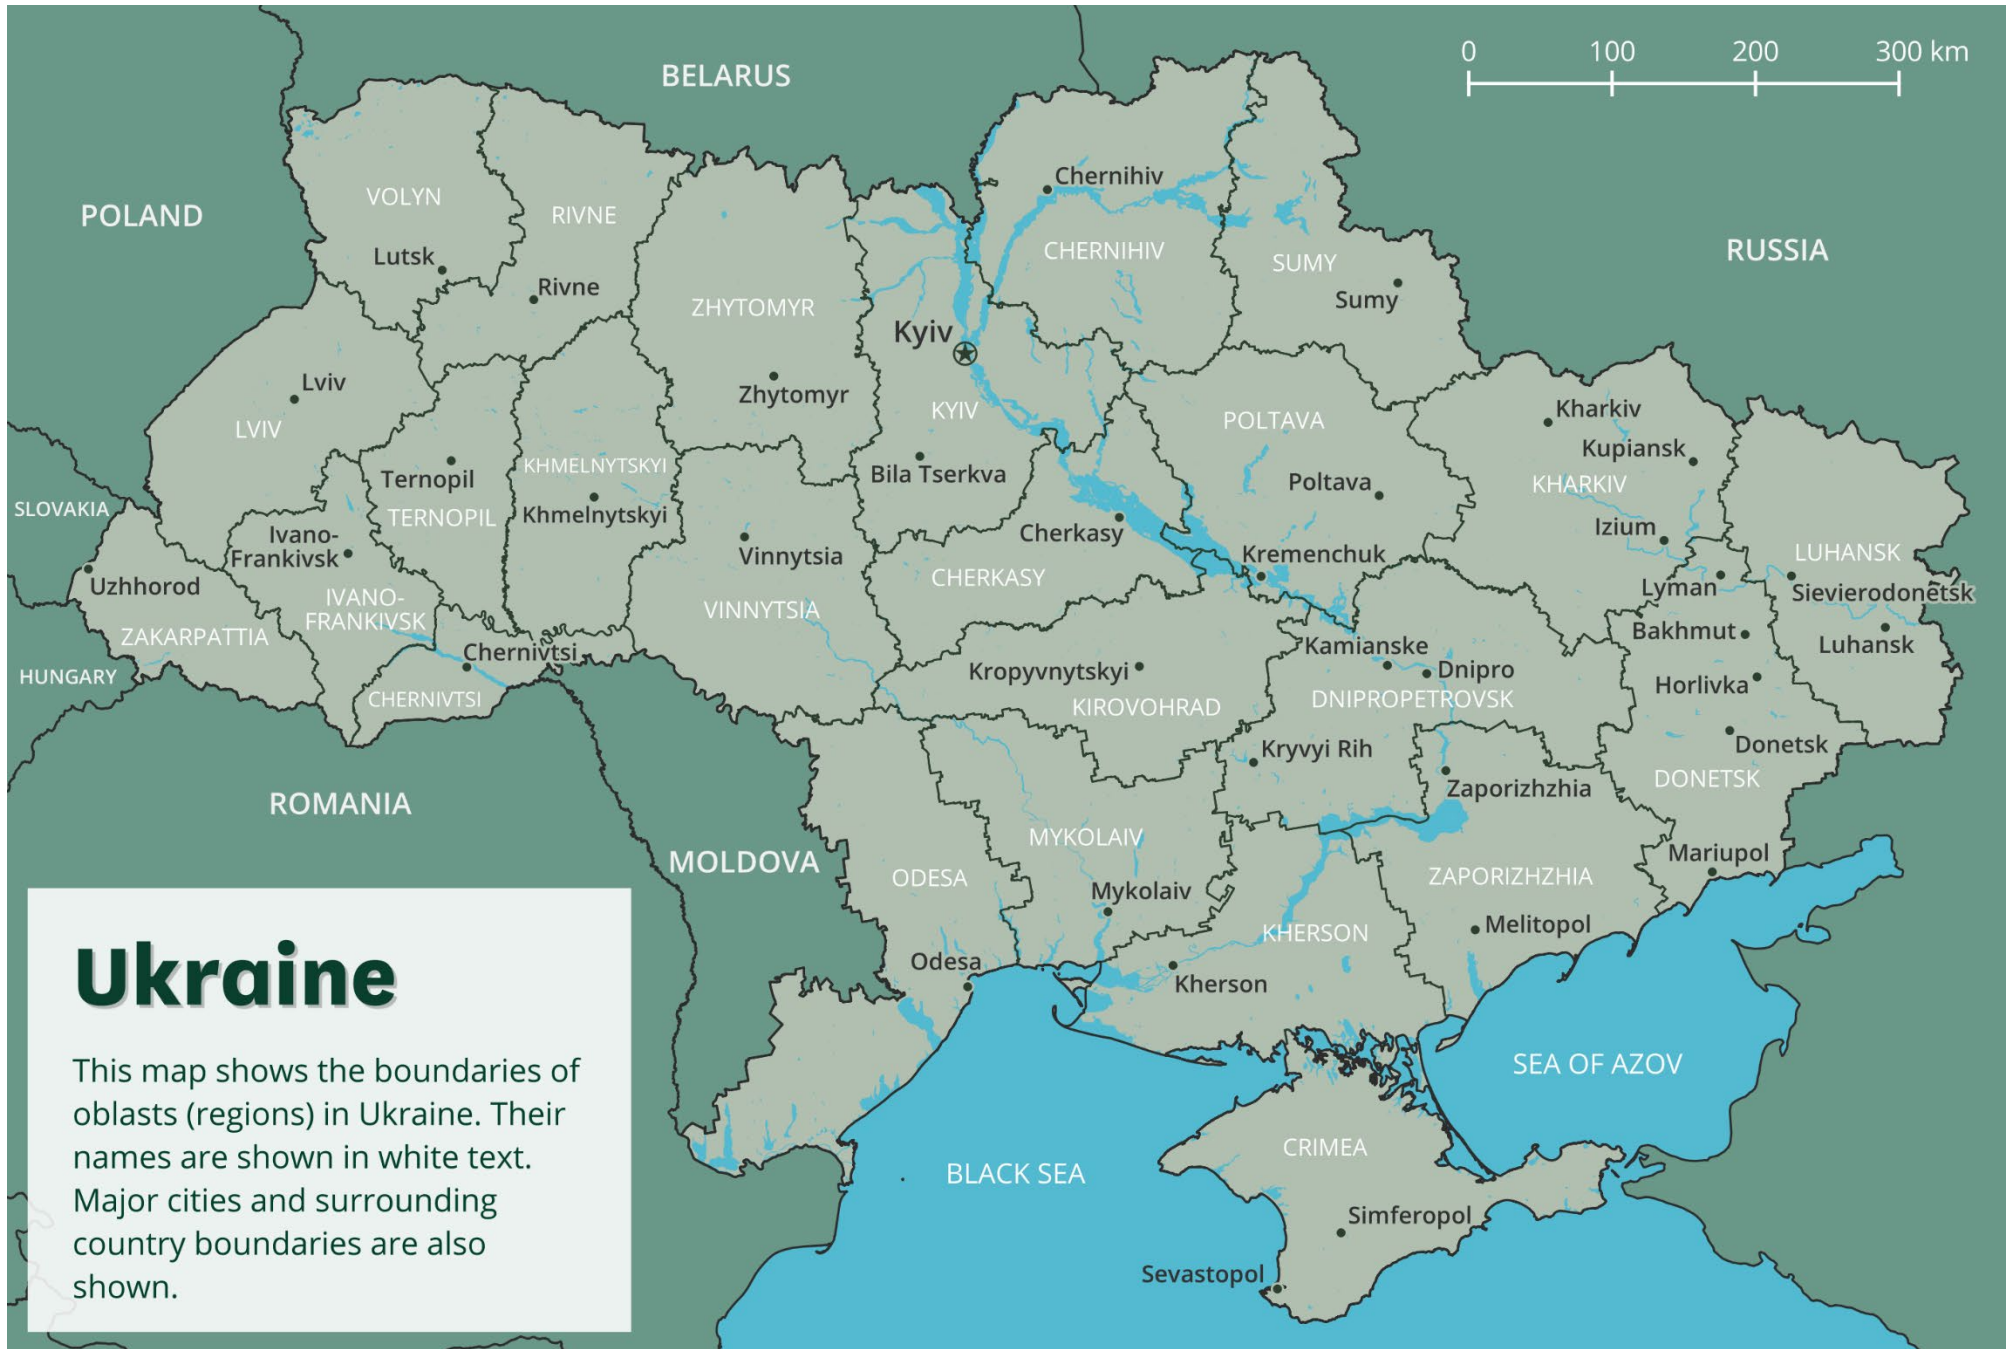 0 100 200 300 km
BELARUS
POLAND
RUSSIA
SLOVAKIA
HUNGARY
ROMANIA
MOLDOVA
VOLYN
Lutsk
RIVNE
Rivne
ZHYTOMYR
Zhytomyr
Chernihiv
CHERNIHIV
SUMY
Sumy
Kyiv
KYIV
Bila Tserkva
Lviv
LVIV
Ternopil
TERNOPIL
KHMELNYTSKYI
Khmelnytskyi
Vinnytsia
VINNYTSIA
Ivano-
Frankivsk
IVANO-
FRANKIVSK
Uzhhorod
ZAKARPATTIA
Chernivtsi
CHERNIVTSI
Cherkasy
CHERKASY
POLTAVA
Poltava
Kremenchuk
Kharkiv
Kupiansk
KHARKIV
Izium
LUHANSK
Lyman
Sievierodonetsk
Bakhmut
Luhansk
Horlivka
Donetsk
DONETSK
Mariupol
Kamianske
Dnipro
DNIPROPETROVSK
Kryvyi Rih
Kropyvnytskyi
KIROVOHRAD
Zaporizhzhia
ZAPORIZHZHIA
Melitopol
MYKOLAIV
Mykolaiv
ODESA
Odesa
KHERSON
Kherson
SEA OF AZOV
BLACK SEA
CRIMEA
Simferopol
Sevastopol
Ukraine
This map shows the boundaries of
oblasts (regions) in Ukraine. Their
names are shown in white text.
Major cities and surrounding
country boundaries are also
shown.